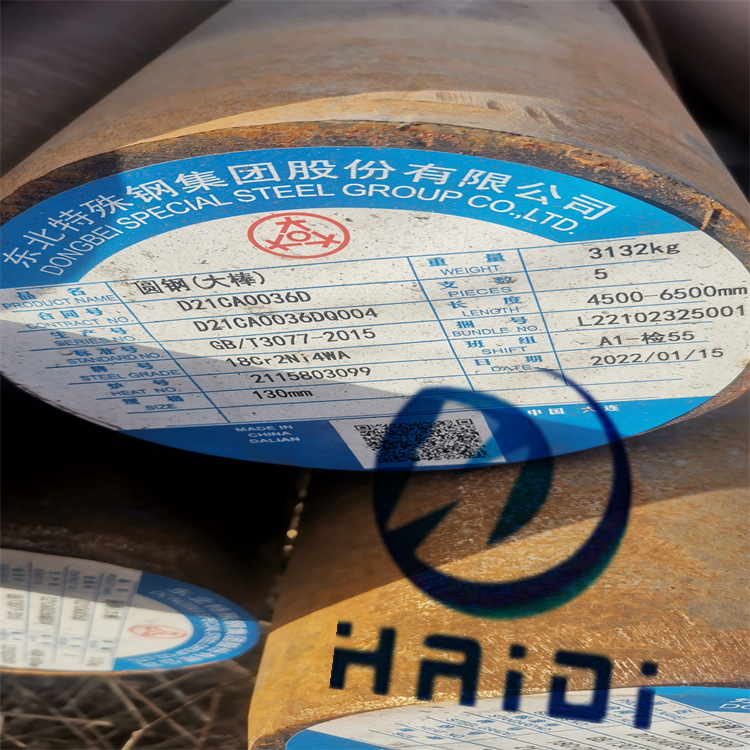 东北特殊钢集团股份有限公司
DONGBEI SPECIAL STEEL GROUP CO.,LTD.
品名 圆钢(大棒) 重量 3132kg
PRODUCT NAME WEIGHT
合同号 D21CA0036D 支数 5
CONTRACT NO. PIECES
生产号 D21CA0036DQ004 长度 4500-6500mm
SERIES NO. LENGTH
标准 GB/T3077-2015 捆号 L22102325001
STANDARD NO. BUNDLE NO.
牌号 18Cr2Ni4WA 班组 A1-检55
STEEL GRADE SHIFT
炉号 2115803099 日期 2022/01/15
HEAT NO. DATE
规格 130mm
SIZE
MADE IN
CHINA
DALIAN
中国 大连
HAiDi